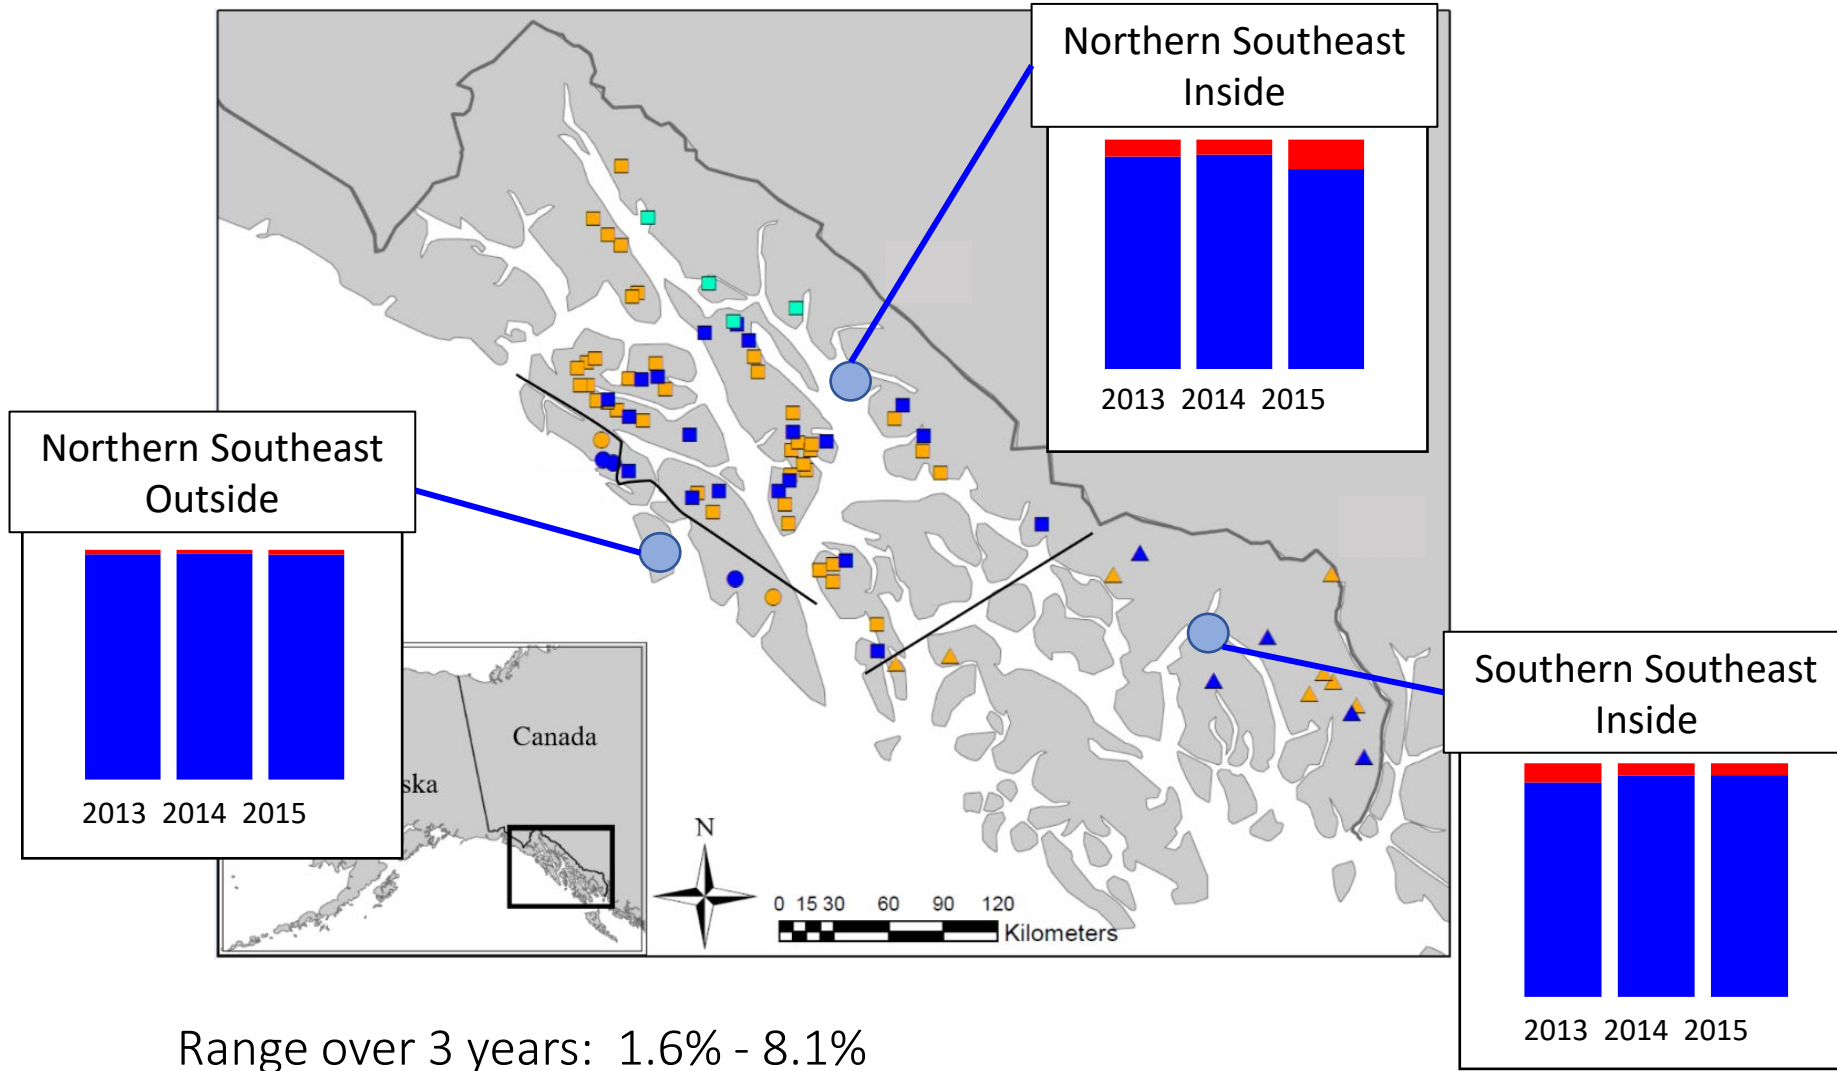 Northern Southeast
Inside
2013 2014 2015
Northern Southeast
Outside
2013 2014 2015
Southern Southeast
Inside
2013 2014 2015
Canada
ska
N
0 15 30 60 90 120
Kilometers
Range over 3 years: 1.6% - 8.1%